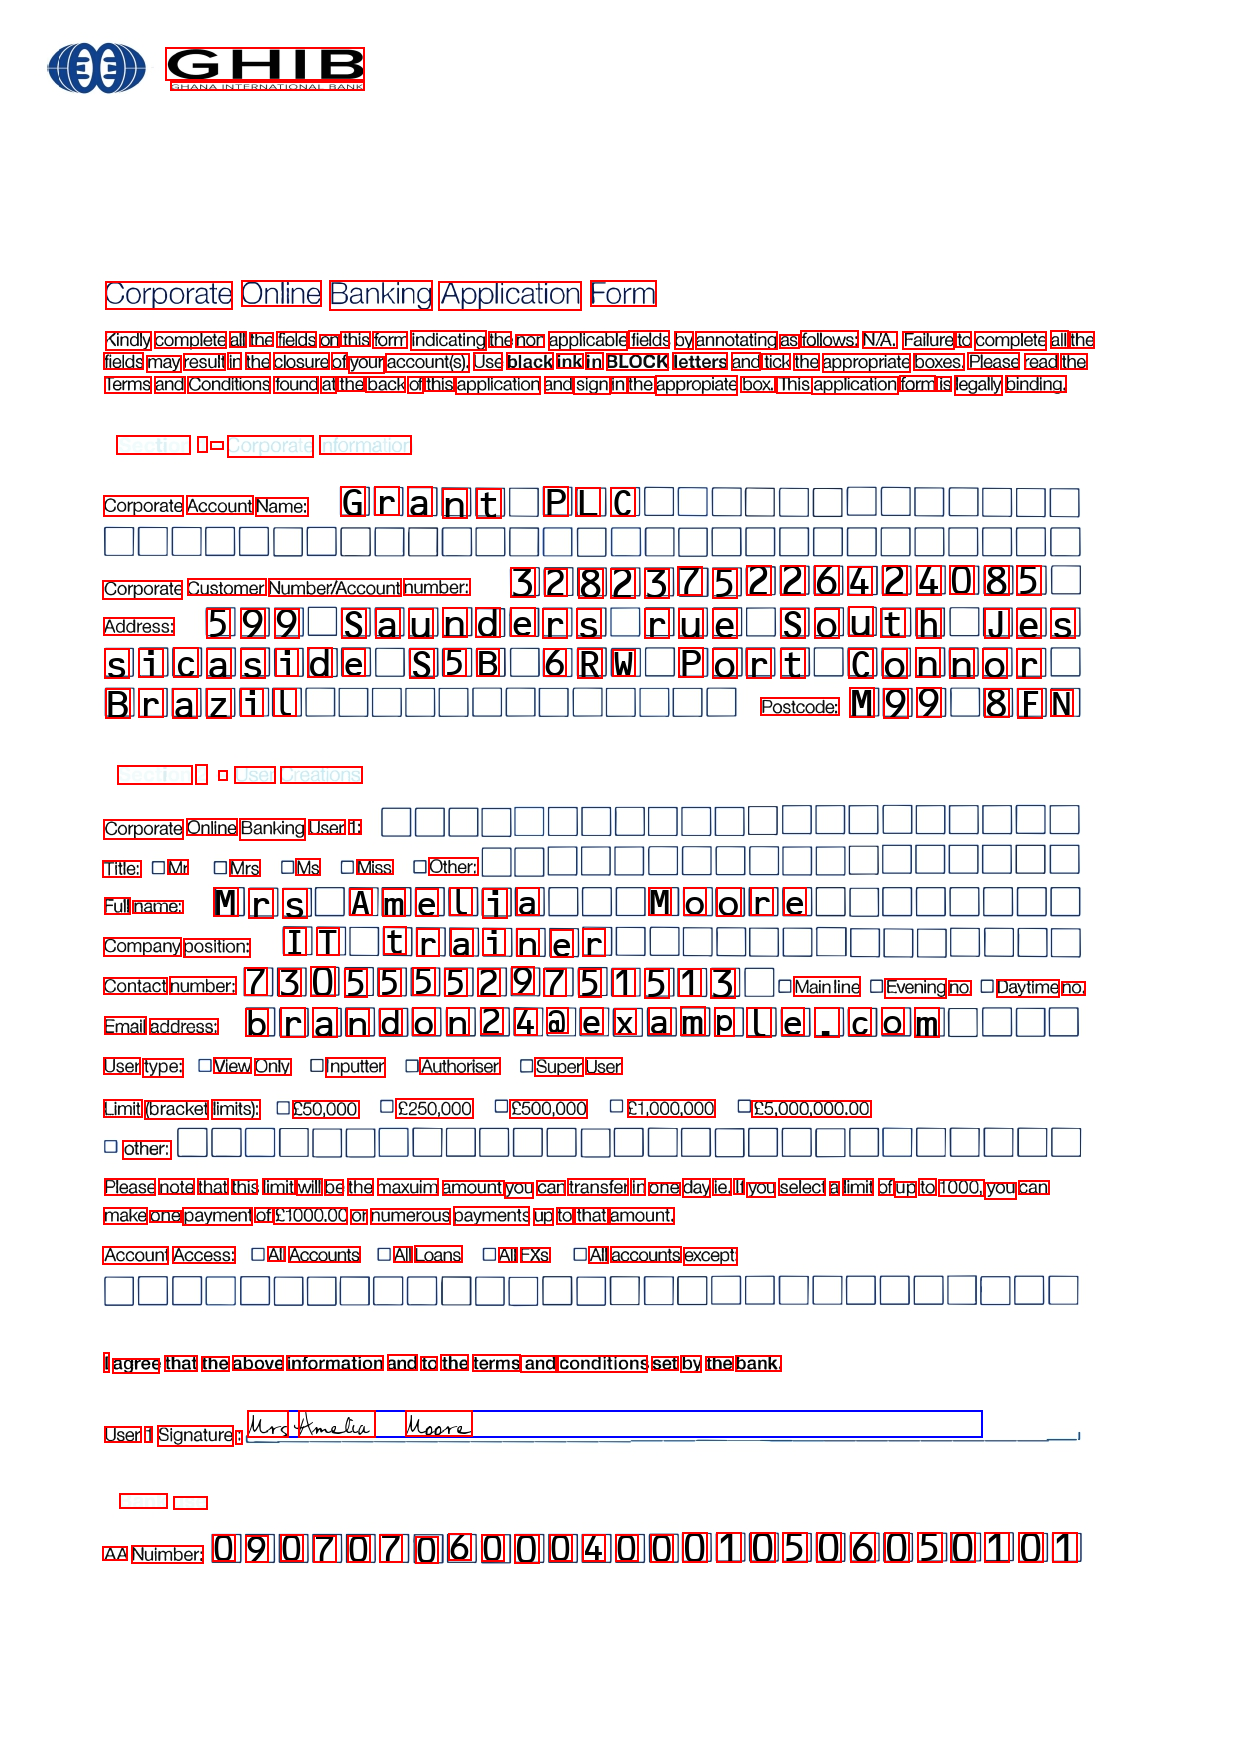 GHIB
GHANA INTERNATIONAL BANK
Corporate Online Banking Application Form
Kindly complete all the fields on this form indicating the non applicable fields by annotating as follows: N/A. Failure to complete all the
fields may result in the closure of your account(s). Use black ink in BLOCK letters and tick the appropriate boxes. Please read the
Terms and Conditions found at the back of this application and sign in the appropiate box. This application form is legally binding.
Section - Corporate Information
Corporate Account Name: Grant PLC
Corporate Customer Number/Account number: 3282375226424085
Address: 599 Saunders rue South Jes
sicaside S5B 6RW Port Connor
Brazil Postcode: M99 8FN
Section - User Creations
Corporate Online Banking User 1:
Title: Mr Mrs Ms Miss Other:
Full name: Mrs Amelia Moore
Company position: IT trainer
Contact number: 730555529751513 Main line Evening no Daytime no.
Email address: brandon24@example.com
User type: View Only Inputter Authoriser Super User
Limit (bracket limits): £50,000 £250,000 £500,000 £1,000,000 £5,000,000.00
other:
Please note that this limit will be the maxuim amount you can transfer in one day ie. If you select a limit of up to 1000, you can
make one payment of £1000.00 or numerous payments up to that amount.
Account Access: All Accounts All Loans All FXs All accounts except
I agree that the above information and to the terms and conditions set by the bank.
User 1 Signature : Mrs Amelia Moore
AA Nuimber: 09070706000400010506050101